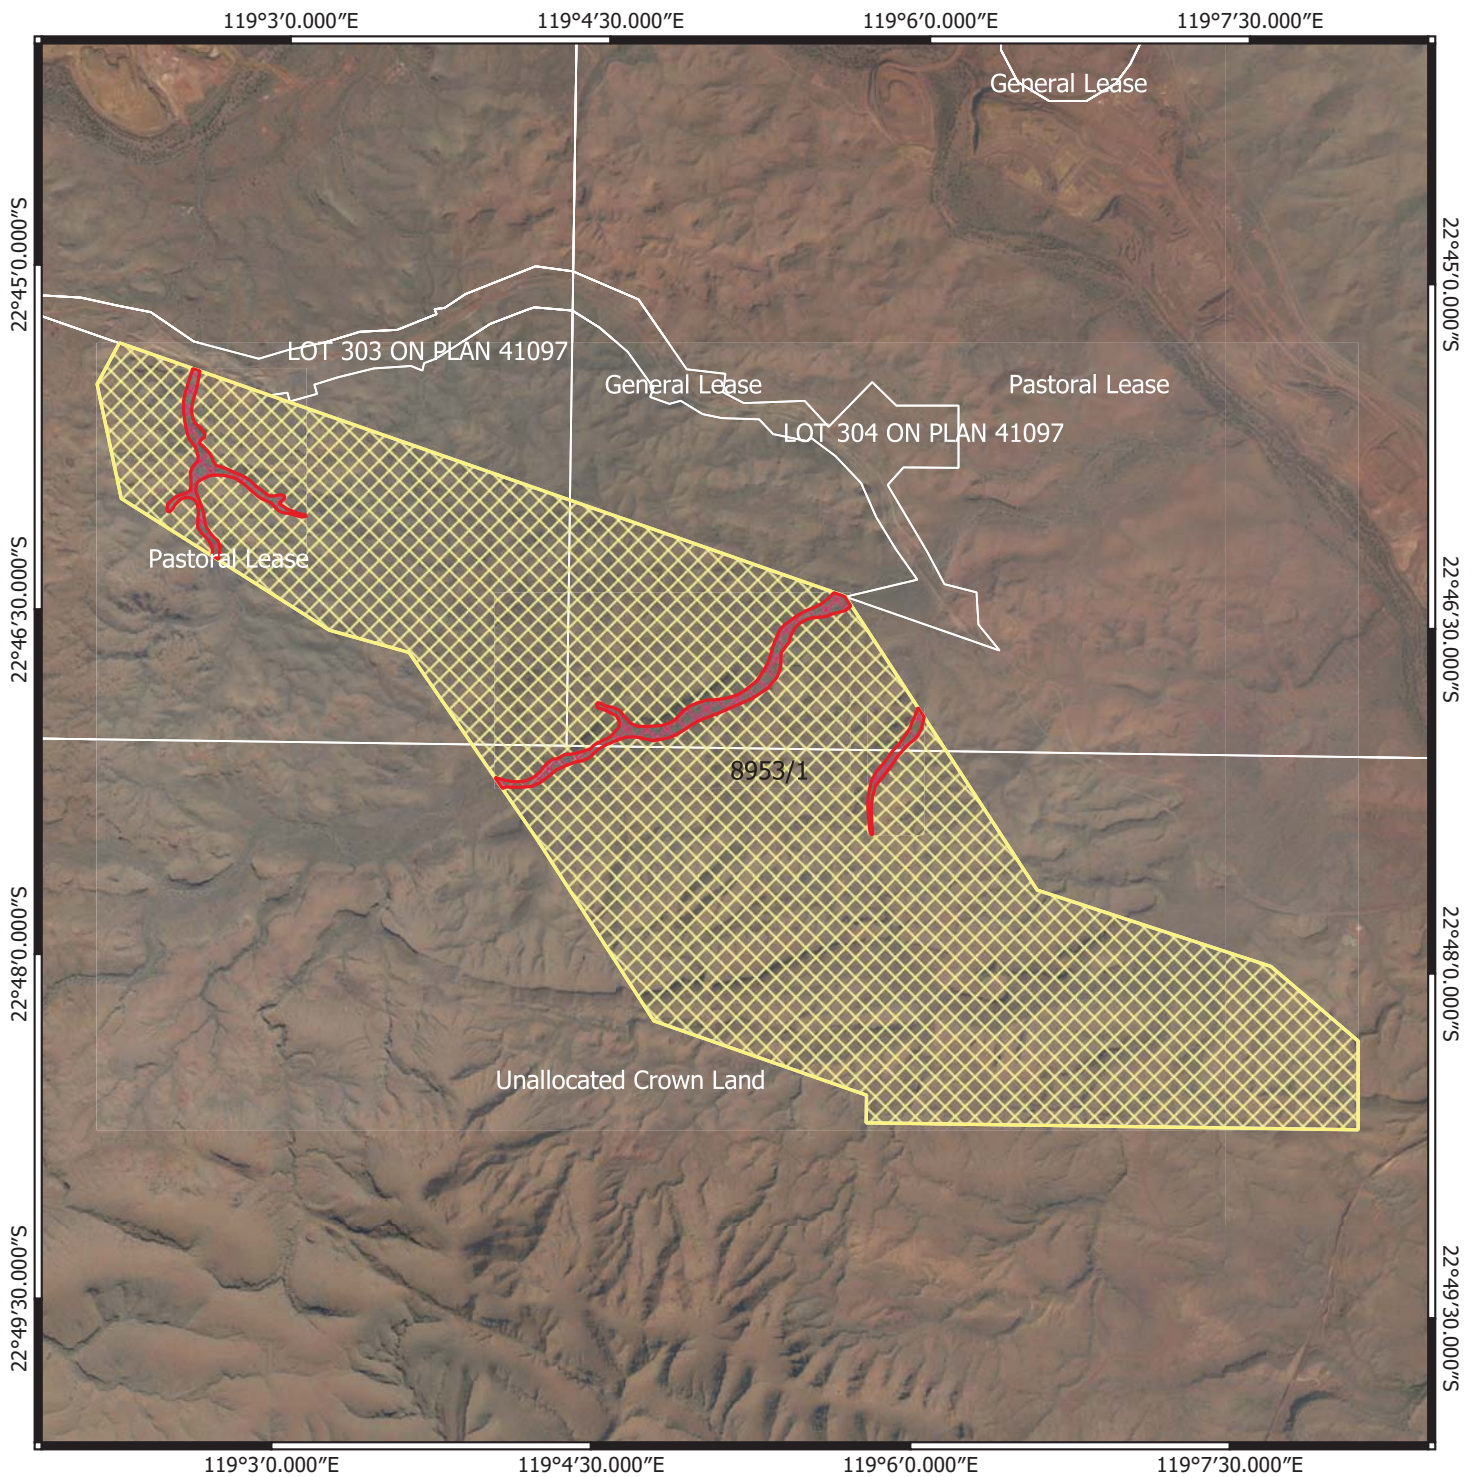 119°3′0.000″E
119°4′30.000″E
119°6′0.000″E
119°7′30.000″E
General Lease
22°45′0.000″S
22°45′0.000″S
LOT 303 ON PLAN 41097
General Lease
Pastoral Lease
LOT 304 ON PLAN 41097
Pastoral Lease
22°46′30.000″S
22°46′30.000″S
8953/1
22°48′0.000″S
22°48′0.000″S
Unallocated Crown Land
22°49′30.000″S
22°49′30.000″S
119°3′0.000″E
119°4′30.000″E
119°6′0.000″E
119°7′30.000″E